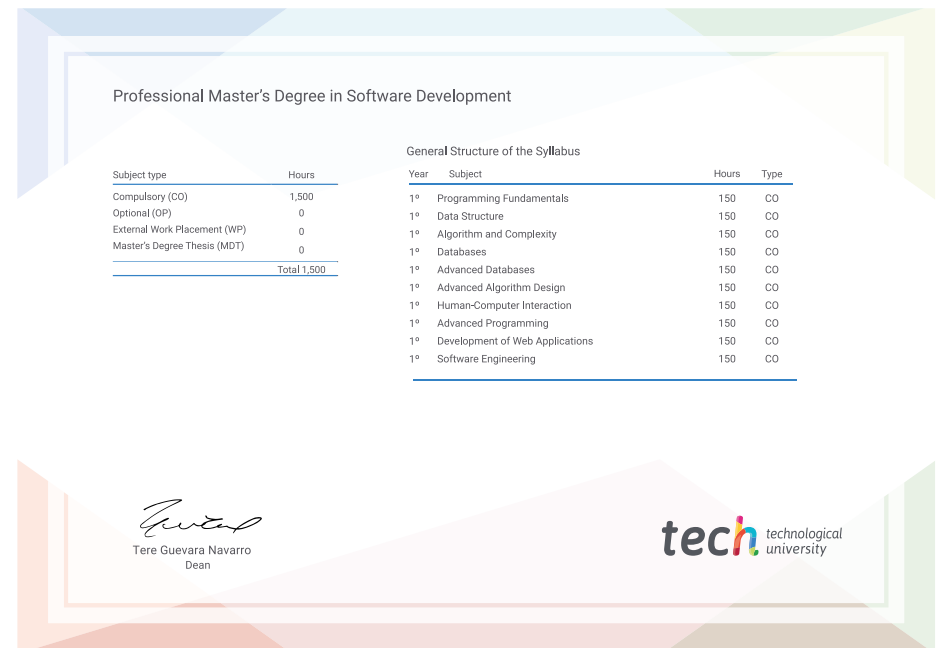 Professional Master's Degree in Software Development
Subject type Hours
Compulsory (CO) 1,500
Optional (OP) 0
External Work Placement (WP) 0
Master's Degree Thesis (MDT) 0
Total 1,500
General Structure of the Syllabus
Year Subject Hours Type
1º Programming Fundamentals 150 CO
1º Data Structure 150 CO
1º Algorithm and Complexity 150 CO
1º Databases 150 CO
1º Advanced Databases 150 CO
1º Advanced Algorithm Design 150 CO
1º Human-Computer Interaction 150 CO
1º Advanced Programming 150 CO
1º Development of Web Applications 150 CO
1º Software Engineering 150 CO
Tere Guevara Navarro
Dean
tech technological
university